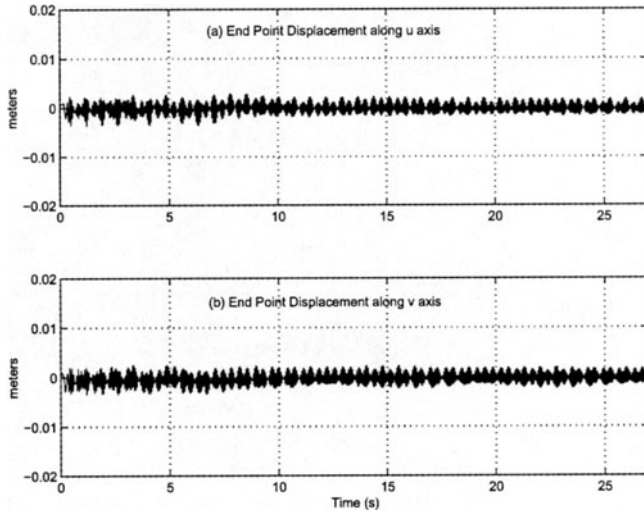 (a) End Point Displacement along u axis
meters
0.02
0.01
0
−0.01
−0.02
0 5 10 15 20 25
(b) End Point Displacement along v axis
meters
0.02
0.01
0
−0.01
−0.02
0 5 10 15 20 25
Time (s)